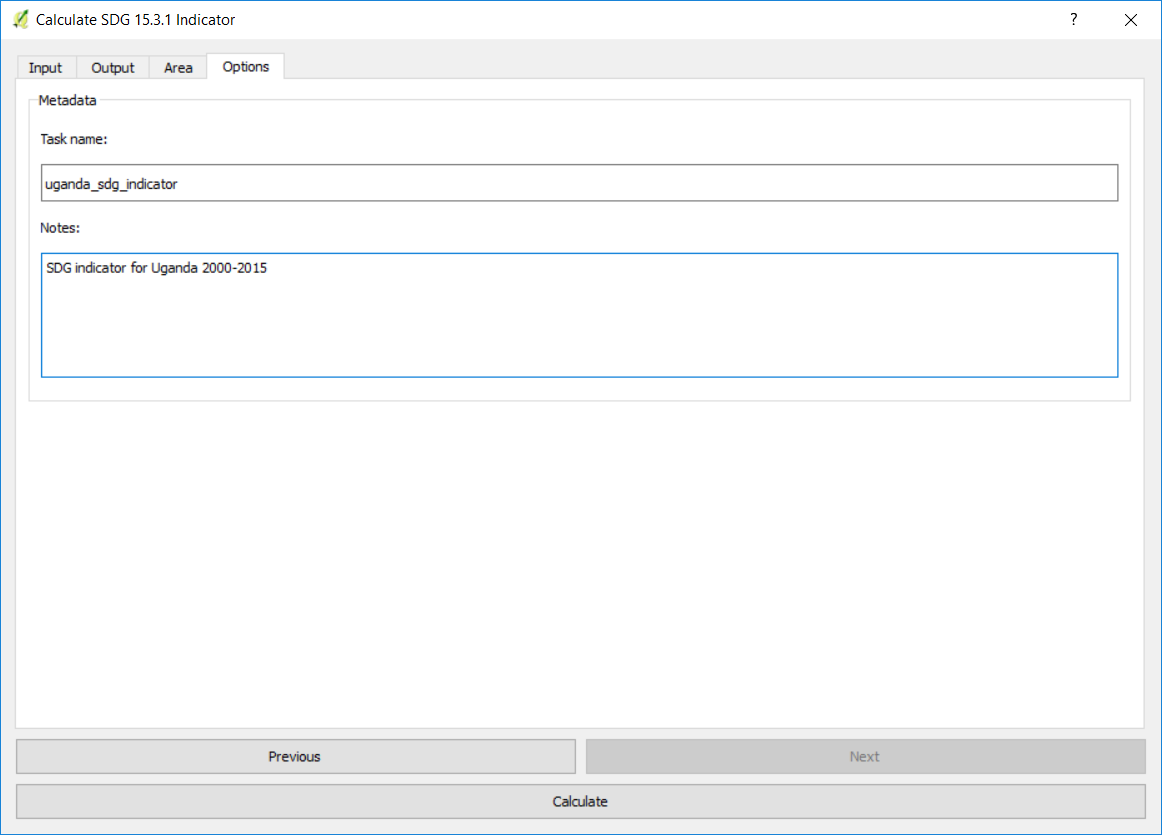 Calculate SDG 15.3.1 Indicator
?
Input
Output
Area
Options
Metadata
Task name:
uganda_sdg_indicator
Notes:
SDG indicator for Uganda 2000-2015
Previous
Next
Calculate